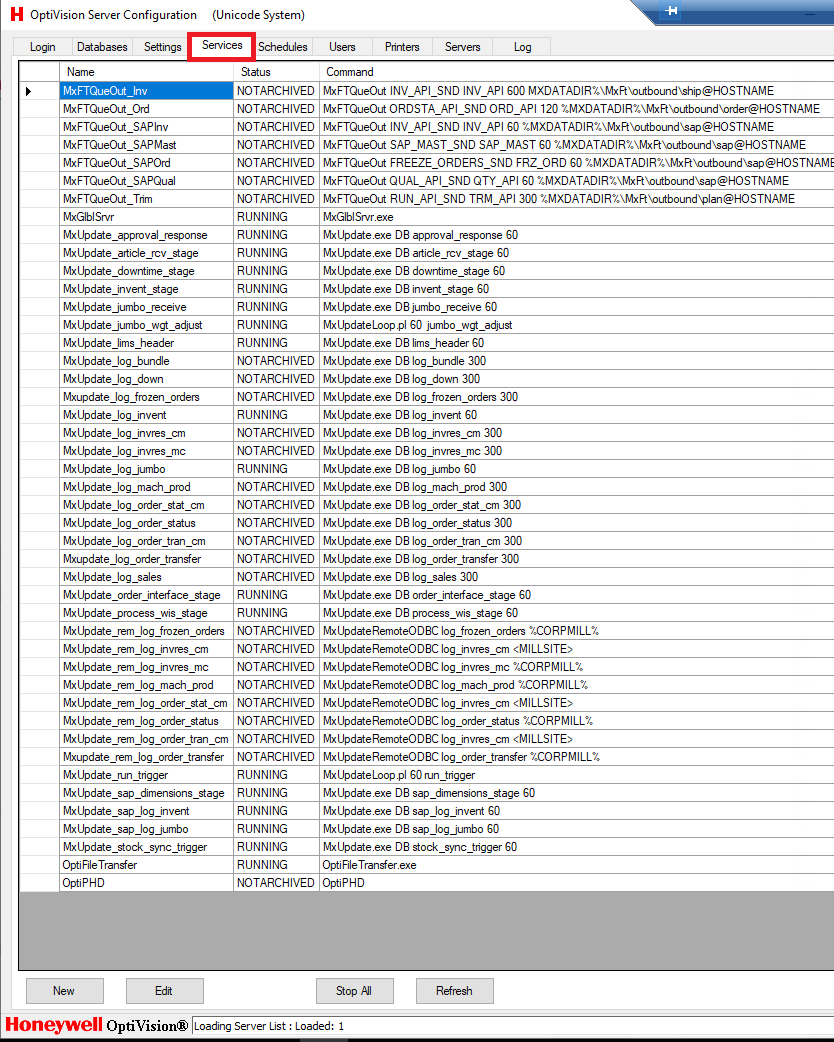 H OptiVision Server Configuration (Unicode System)
Login Databases Settings Services Schedules Users Printers Servers Log
Name Status Command
MxFTQueOut_Inv NOTARCHIVED MxFTQueOut INV_API_SND INV_API 600 MXDATADIR%\MxFt\outbound\ship@HOSTNAME
MxFTQueOut_Ord NOTARCHIVED MxFTQueOut ORDSTA_API_SND ORD_API 120 %MXDATADIR%\MxFt\outbound\order@HOSTNAME
MxFTQueOut_SAPInv NOTARCHIVED MxFTQueOut INV_API_SND INV_API 60 %MXDATADIR%\MxFt\outbound\sap@HOSTNAME
MxFTQueOut_SAPMast NOTARCHIVED MxFTQueOut SAP_MAST_SND SAP_MAST 60 %MXDATADIR%\MxFt\outbound\sap@HOSTNAME
MxFTQueOut_SAPOrd NOTARCHIVED MxFTQueOut FREEZE_ORDERS_SND FRZ_ORD 60 %MXDATADIR%\MxFt\outbound\sap@HOSTNAME
MxFTQueOut_SAPQual NOTARCHIVED MxFTQueOut QUAL_API_SND QTY_API 60 %MXDATADIR%\MxFt\outbound\sap@HOSTNAME
MxFTQueOut_Trim NOTARCHIVED MxFTQueOut RUN_API_SND TRM_API 300 %MXDATADIR%\MxFt\outbound\plan@HOSTNAME
MxGlblSrvr RUNNING MxGlblSrvr.exe
MxUpdate_approval_response RUNNING MxUpdate.exe DB approval_response 60
MxUpdate_article_rcv_stage RUNNING MxUpdate.exe DB article_rcv_stage 60
MxUpdate_downtime_stage RUNNING MxUpdate.exe DB downtime_stage 60
MxUpdate_invent_stage RUNNING MxUpdate.exe DB invent_stage 60
MxUpdate_jumbo_receive RUNNING MxUpdate.exe DB jumbo_receive 60
MxUpdate_jumbo_wgt_adjust RUNNING MxUpdateLoop.pl 60 jumbo_wgt_adjust
MxUpdate_lims_header RUNNING MxUpdate.exe DB lims_header 60
MxUpdate_log_bundle NOTARCHIVED MxUpdate.exe DB log_bundle 300
MxUpdate_log_down NOTARCHIVED MxUpdate.exe DB log_down 300
Mxupdate_log_frozen_orders NOTARCHIVED MxUpdate.exe DB log_frozen_orders 300
MxUpdate_log_invent RUNNING MxUpdate.exe DB log_invent 60
MxUpdate_log_invres_cm NOTARCHIVED MxUpdate.exe DB log_invres_cm 300
MxUpdate_log_invres_mc NOTARCHIVED MxUpdate.exe DB log_invres_mc 300
MxUpdate_log_jumbo RUNNING MxUpdate.exe DB log_jumbo 60
MxUpdate_log_mach_prod NOTARCHIVED MxUpdate.exe DB log_mach_prod 300
MxUpdate_log_order_stat_cm NOTARCHIVED MxUpdate.exe DB log_order_stat_cm 300
MxUpdate_log_order_status NOTARCHIVED MxUpdate.exe DB log_order_status 300
MxUpdate_log_order_tran_cm NOTARCHIVED MxUpdate.exe DB log_order_tran_cm 300
Mxupdate_log_order_transfer NOTARCHIVED MxUpdate.exe DB log_order_transfer 300
MxUpdate_log_sales NOTARCHIVED MxUpdate.exe DB log_sales 300
MxUpdate_order_interface_stage RUNNING MxUpdate.exe DB order_interface_stage 60
MxUpdate_process_wis_stage RUNNING MxUpdate.exe DB process_wis_stage 60
MxUpdate_rem_log_frozen_orders NOTARCHIVED MxUpdateRemoteODBC log_frozen_orders %CORPMILL%
MxUpdate_rem_log_invres_cm NOTARCHIVED MxUpdateRemoteODBC log_invres_cm <MILLSITE>
MxUpdate_rem_log_invres_mc NOTARCHIVED MxUpdateRemoteODBC log_invres_mc %CORPMILL%
MxUpdate_rem_log_mach_prod NOTARCHIVED MxUpdateRemoteODBC log_mach_prod %CORPMILL%
MxUpdate_rem_log_order_stat_cm NOTARCHIVED MxUpdateRemoteODBC log_invres_cm <MILLSITE>
MxUpdate_rem_log_order_status NOTARCHIVED MxUpdateRemoteODBC log_order_status %CORPMILL%
MxUpdate_rem_log_order_tran_cm NOTARCHIVED MxUpdateRemoteODBC log_invres_cm <MILLSITE>
Mxupdate_rem_log_order_transfer NOTARCHIVED MxUpdateRemoteODBC log_order_transfer %CORPMILL%
MxUpdate_run_trigger RUNNING MxUpdateLoop.pl 60 run_trigger
MxUpdate_sap_dimensions_stage RUNNING MxUpdate.exe DB sap_dimensions_stage 60
MxUpdate_sap_log_invent RUNNING MxUpdate.exe DB sap_log_invent 60
MxUpdate_sap_log_jumbo RUNNING MxUpdate.exe DB sap_log_jumbo 60
MxUpdate_stock_sync_trigger RUNNING MxUpdate.exe DB stock_sync_trigger 60
OptiFileTransfer RUNNING OptiFileTransfer.exe
OptiPHD NOTARCHIVED OptiPHD
New Edit Stop All Refresh
Honeywell OptiVision® Loading Server List : Loaded: 1